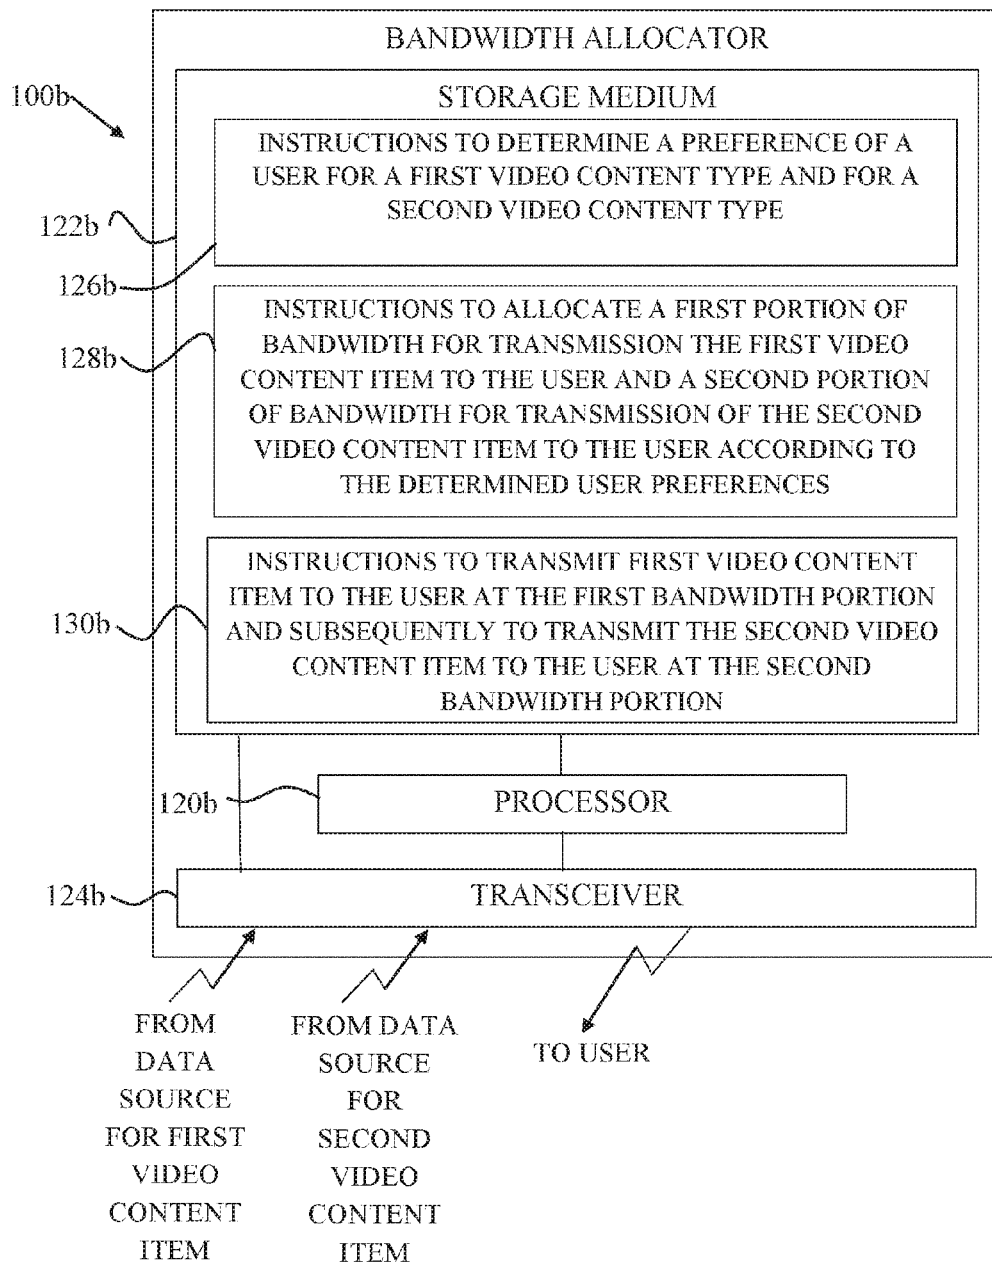 BANDWIDTH ALLOCATOR
100b
STORAGE MEDIUM
INSTRUCTIONS TO DETERMINE A PREFERENCE OF A
USER FOR A FIRST VIDEO CONTENT TYPE AND FOR A
SECOND VIDEO CONTENT TYPE
122b
126b
INSTRUCTIONS TO ALLOCATE A FIRST PORTION OF
BANDWIDTH FOR TRANSMISSION THE FIRST VIDEO
CONTENT ITEM TO THE USER AND A SECOND PORTION
OF BANDWIDTH FOR TRANSMISSION OF THE SECOND
VIDEO CONTENT ITEM TO THE USER ACCORDING TO
THE DETERMINED USER PREFERENCES
128b
INSTRUCTIONS TO TRANSMIT FIRST VIDEO CONTENT
ITEM TO THE USER AT THE FIRST BANDWIDTH PORTION
AND SUBSEQUENTLY TO TRANSMIT THE SECOND VIDEO
CONTENT ITEM TO THE USER AT THE SECOND
BANDWIDTH PORTION
130b
120b
PROCESSOR
124b
TRANSCEIVER
FROM
DATA
SOURCE
FOR FIRST
VIDEO
CONTENT
ITEM
FROM DATA
SOURCE
FOR
SECOND
VIDEO
CONTENT
ITEM
TO USER